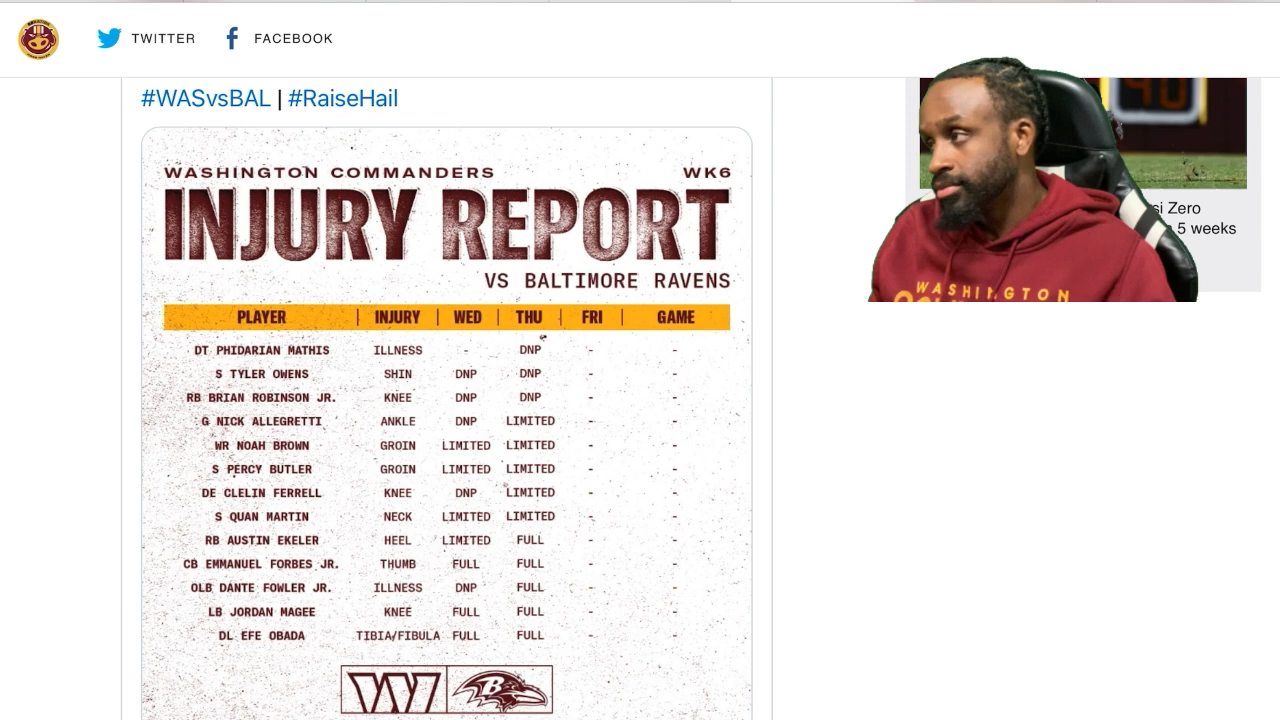 TWITTER FACEBOOK
#WASvsBAL | #RaiseHail
WASHINGTON COMMANDERS WK6
INJURY REPORT
VS BALTIMORE RAVENS
PLAYER | INJURY | WED | THU | FRI | GAME
DT PHIDARIAN MATHIS ILLNESS - DNP - -
S TYLER OWENS SHIN DNP DNP - -
RB BRIAN ROBINSON JR. KNEE DNP DNP - -
G NICK ALLEGRETTI ANKLE DNP LIMITED - -
WR NOAH BROWN GROIN LIMITED LIMITED - -
S PERCY BUTLER GROIN LIMITED LIMITED - -
DE CLELIN FERRELL KNEE DNP LIMITED - -
S QUAN MARTIN NECK LIMITED LIMITED - -
RB AUSTIN EKELER HEEL LIMITED FULL - -
CB EMMANUEL FORBES JR. THUMB FULL FULL - -
OLB DANTE FOWLER JR. ILLNESS DNP FULL - -
LB JORDAN MAGEE KNEE FULL FULL - -
DL EFE OBADA TIBIA/FIBULA FULL FULL - -
W B
Zero
5 weeks
WASHINGTON